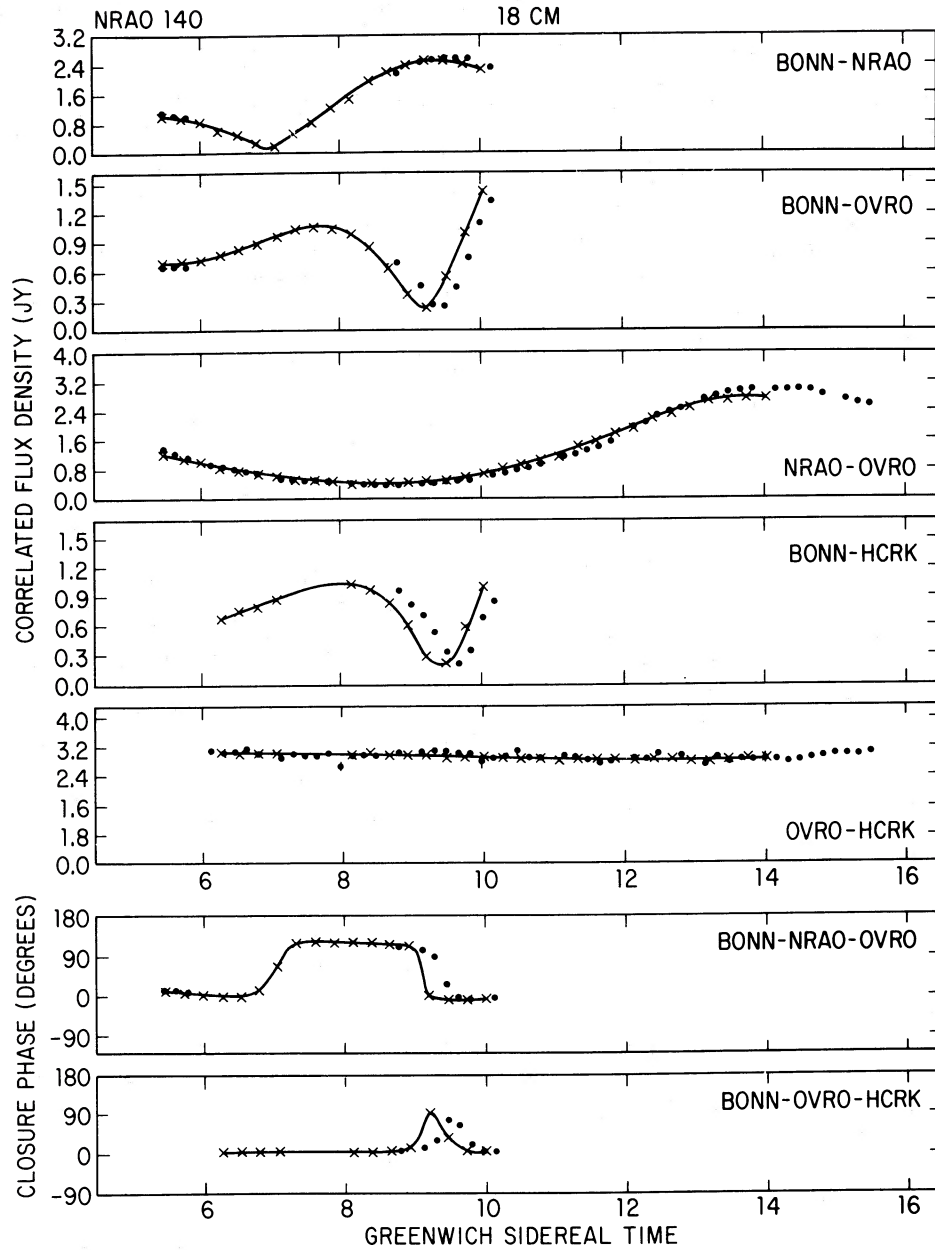 NRAO 140
18 CM
3.2
2.4
1.6
0.8
0.0
BONN-NRAO
1.5
1.2
0.9
0.6
0.3
0.0
BONN-OVRO
4.0
3.2
2.4
1.6
0.8
0.0
NRAO-OVRO
1.5
1.2
0.9
0.6
0.3
0.0
BONN-HCRK
4.0
3.2
2.4
1.6
1.8
0.0
OVRO-HCRK
6 8 10 12 14 16
CORRELATED FLUX DENSITY (JY)
180
90
0
-90
BONN-NRAO-OVRO
180
90
0
-90
BONN-OVRO-HCRK
CLOSURE PHASE (DEGREES)
6 8 10 12 14 16
GREENWICH SIDEREAL TIME